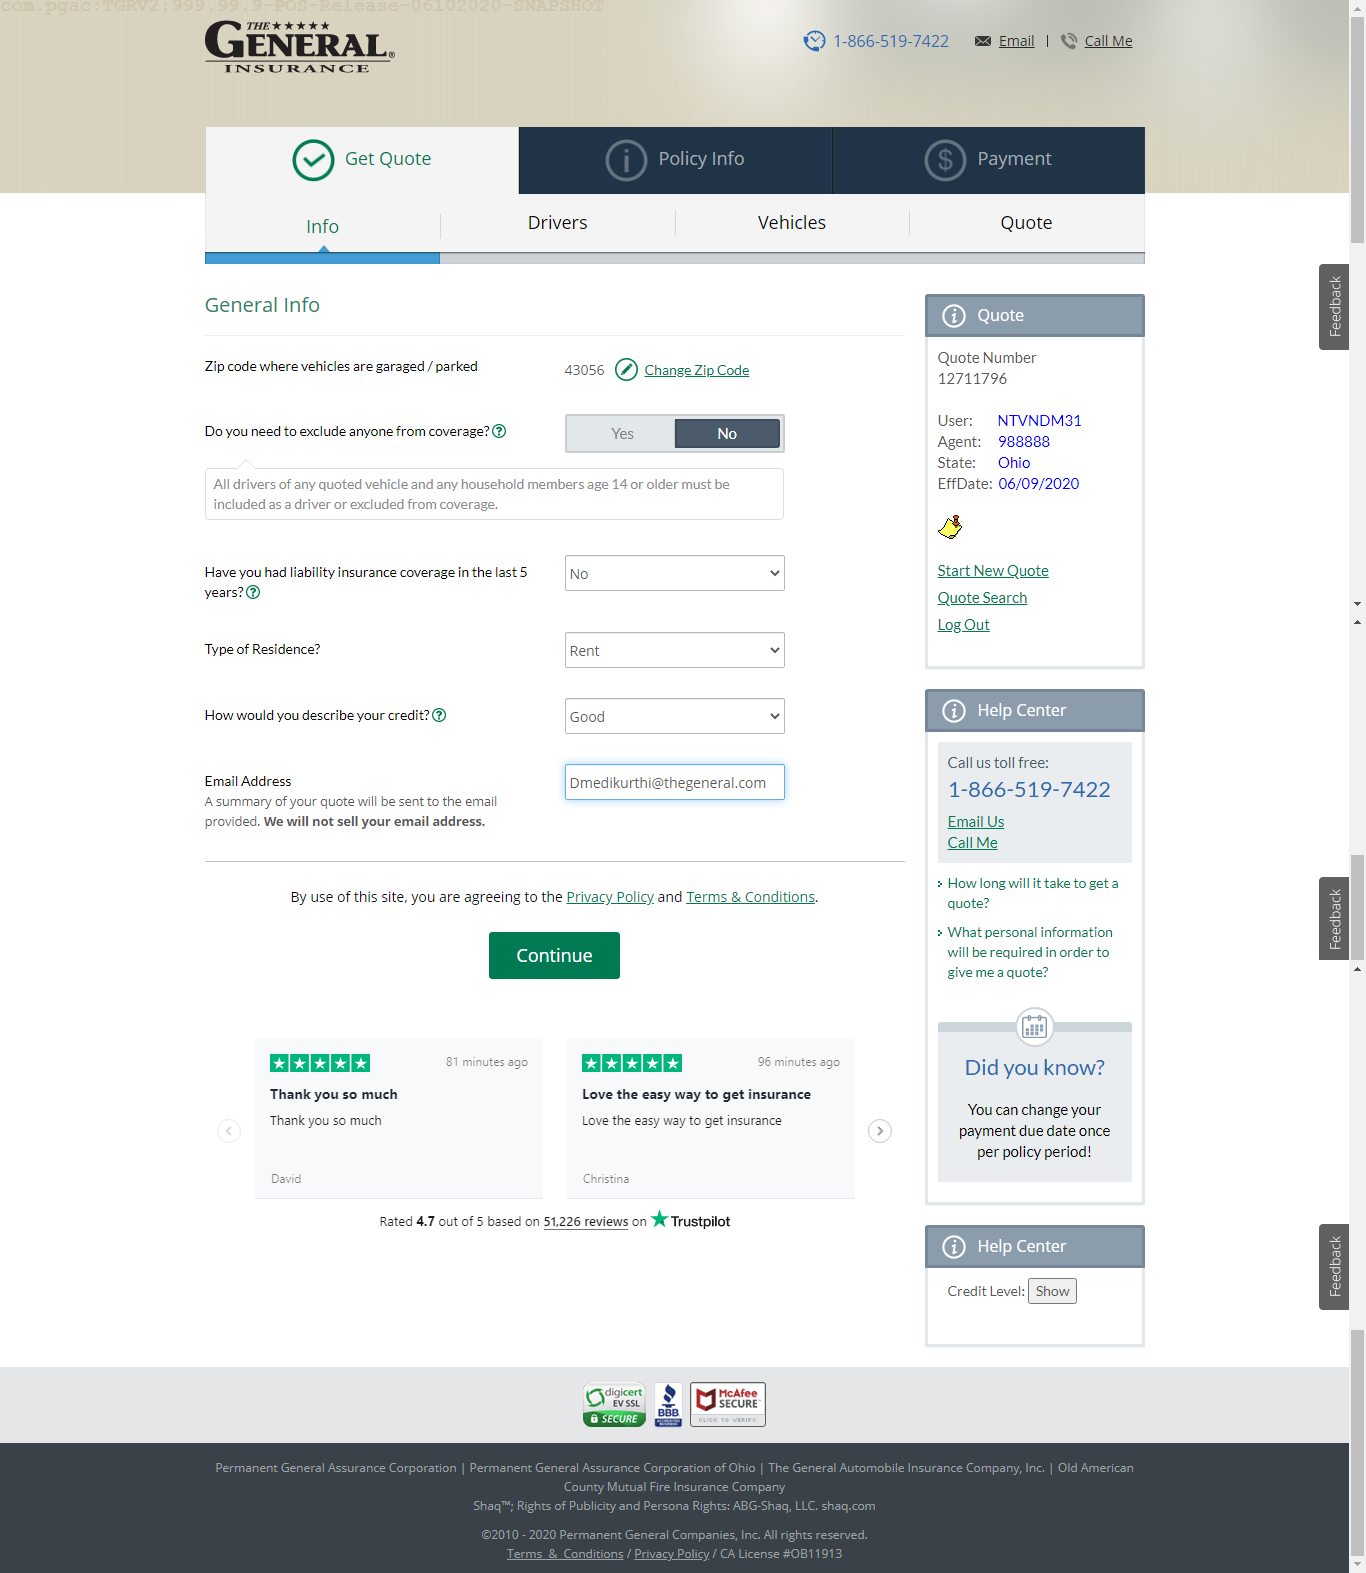 com.pgac:TGRV2:999.99.9-POS-Release-06102020-SNAPSHOT
THE
GENERAL®
INSURANCE
1-866-519-7422
Email | Call Me
Get Quote
Policy Info
Payment
Info
Drivers
Vehicles
Quote
General Info
Zip code where vehicles are garaged / parked
43056 Change Zip Code
Do you need to exclude anyone from coverage?
Yes No
All drivers of any quoted vehicle and any household members age 14 or older must be
included as a driver or excluded from coverage.
Have you had liability insurance coverage in the last 5
years?
No
Type of Residence?
Rent
How would you describe your credit?
Good
Email Address
A summary of your quote will be sent to the email
provided. We will not sell your email address.
Dmedikurthi@thegeneral.com
By use of this site, you are agreeing to the Privacy Policy and Terms & Conditions.
Continue
81 minutes ago
Thank you so much
Thank you so much
David
96 minutes ago
Love the easy way to get insurance
Love the easy way to get insurance
Christina
Rated 4.7 out of 5 based on 51,226 reviews on Trustpilot
Quote
Quote Number
12711796
User: NTVNDM31
Agent: 988888
State: Ohio
EffDate: 06/09/2020
Start New Quote
Quote Search
Log Out
Help Center
Call us toll free:
1-866-519-7422
Email Us
Call Me
How long will it take to get a
quote?
What personal information
will be required in order to
give me a quote?
Did you know?
You can change your
payment due date once
per policy period!
Help Center
Credit Level: Show
Feedback
Feedback
Feedback
digicert
EV SSL
SECURE
BBB
ACCREDITED
BUSINESS
McAfee
SECURE
CLICK TO VERIFY
Permanent General Assurance Corporation | Permanent General Assurance Corporation of Ohio | The General Automobile Insurance Company, Inc. | Old American
County Mutual Fire Insurance Company
Shaq™; Rights of Publicity and Persona Rights: ABG-Shaq, LLC. shaq.com
©2010 - 2020 Permanent General Companies, Inc. All rights reserved.
Terms & Conditions / Privacy Policy / CA License #OB11913